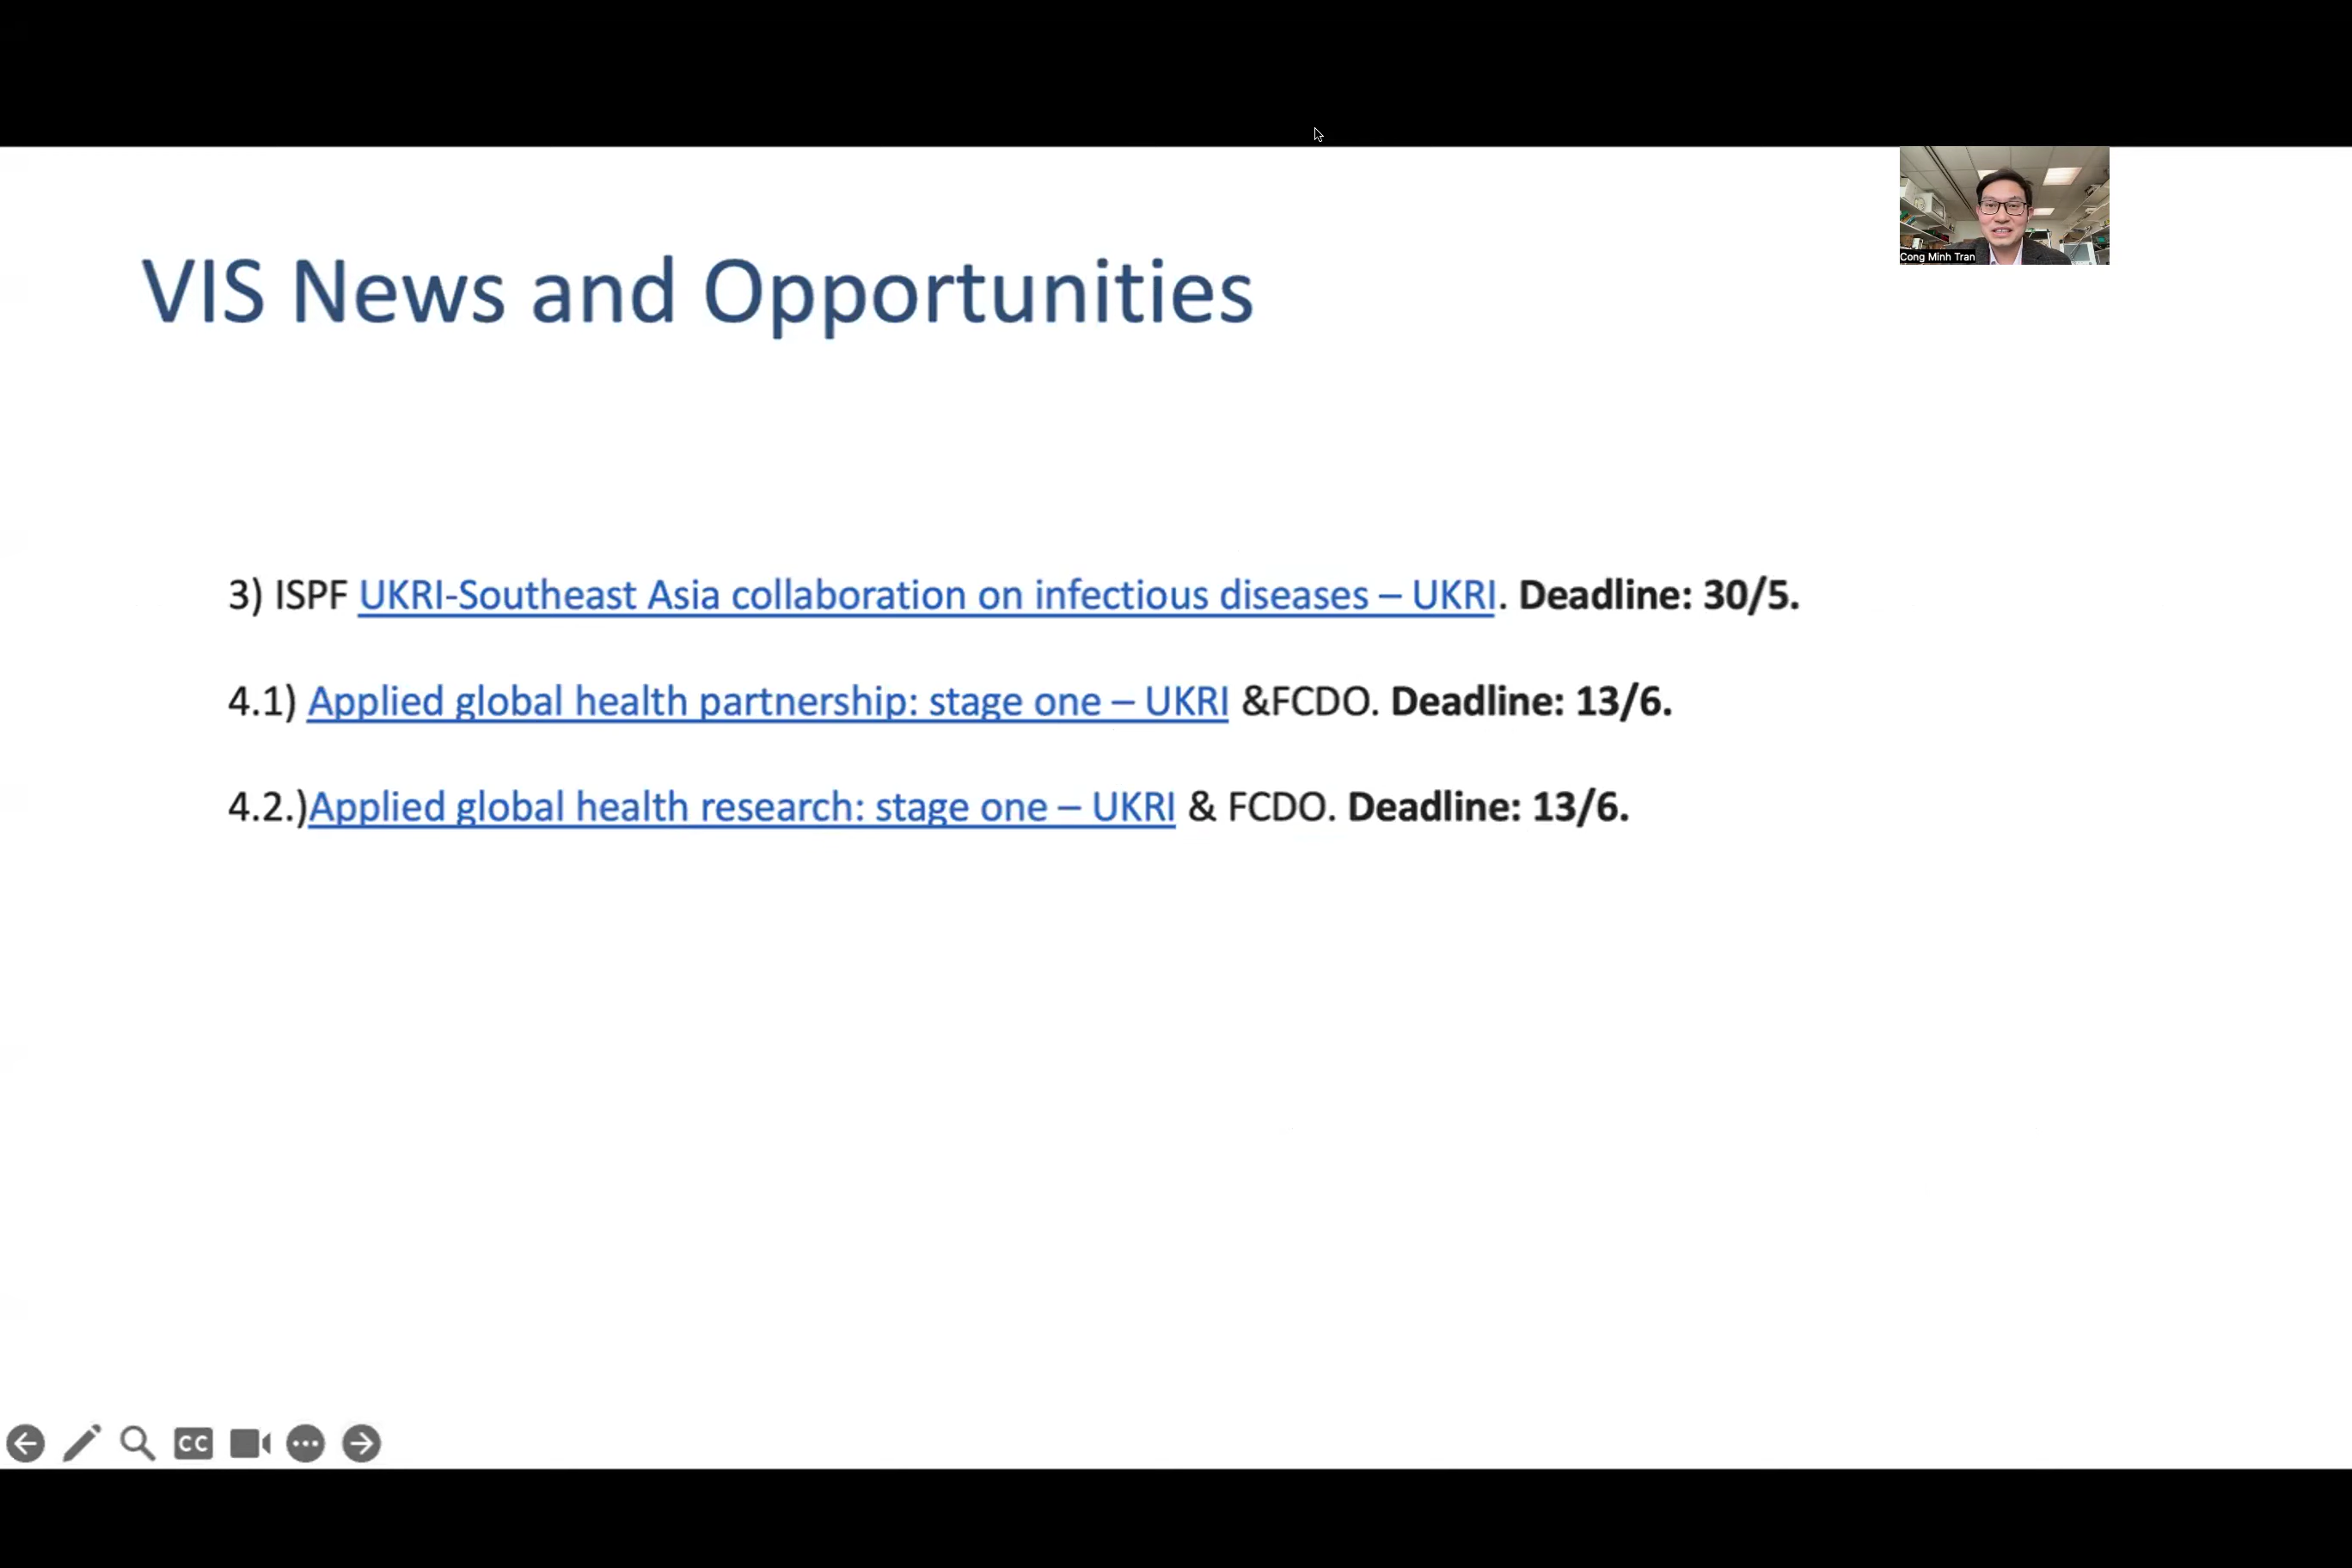 VIS News and Opportunities
Cong Minh Tran
3) ISPF UKRI-Southeast Asia collaboration on infectious diseases – UKRI. Deadline: 30/5.
4.1) Applied global health partnership: stage one – UKRI &FCDO. Deadline: 13/6.
4.2.)Applied global health research: stage one – UKRI & FCDO. Deadline: 13/6.
CC